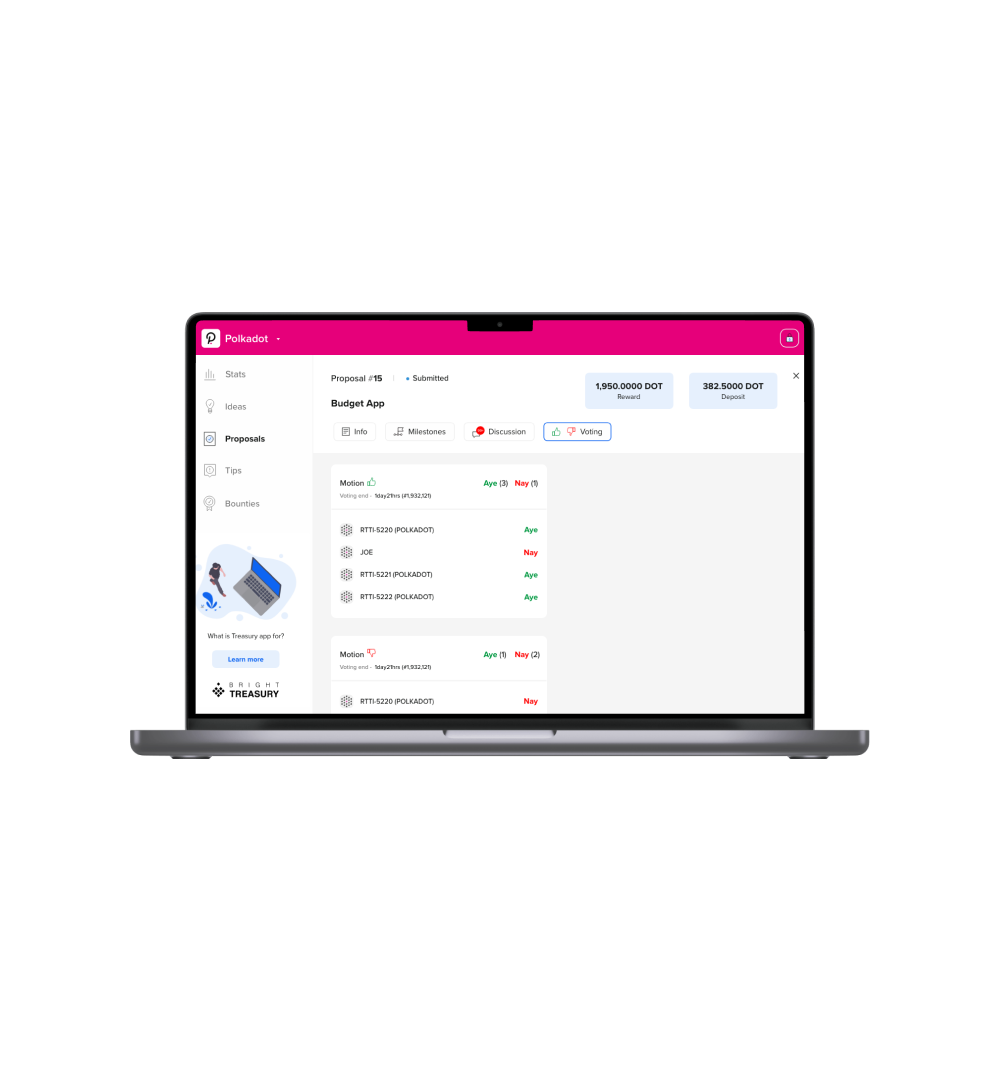 Polkadot
Stats
Ideas
Proposals
Tips
Bounties
What is Treasury app for?
Learn more
BRIGHT
TREASURY
Proposal #15
Submitted
Budget App
1,950.0000 DOT
Reward
382.5000 DOT
Deposit
Info
Milestones
Discussion
Voting
Motion Aye (3) Nay (1)
Voting end - 1day21hrs (#1,932,121)
RTTI-5220 (POLKADOT) Aye
JOE Nay
RTTI-5221 (POLKADOT) Aye
RTTI-5222 (POLKADOT) Aye
Motion Aye (1) Nay (2)
Voting end - 1day21hrs (#1,932,121)
RTTI-5220 (POLKADOT) Nay